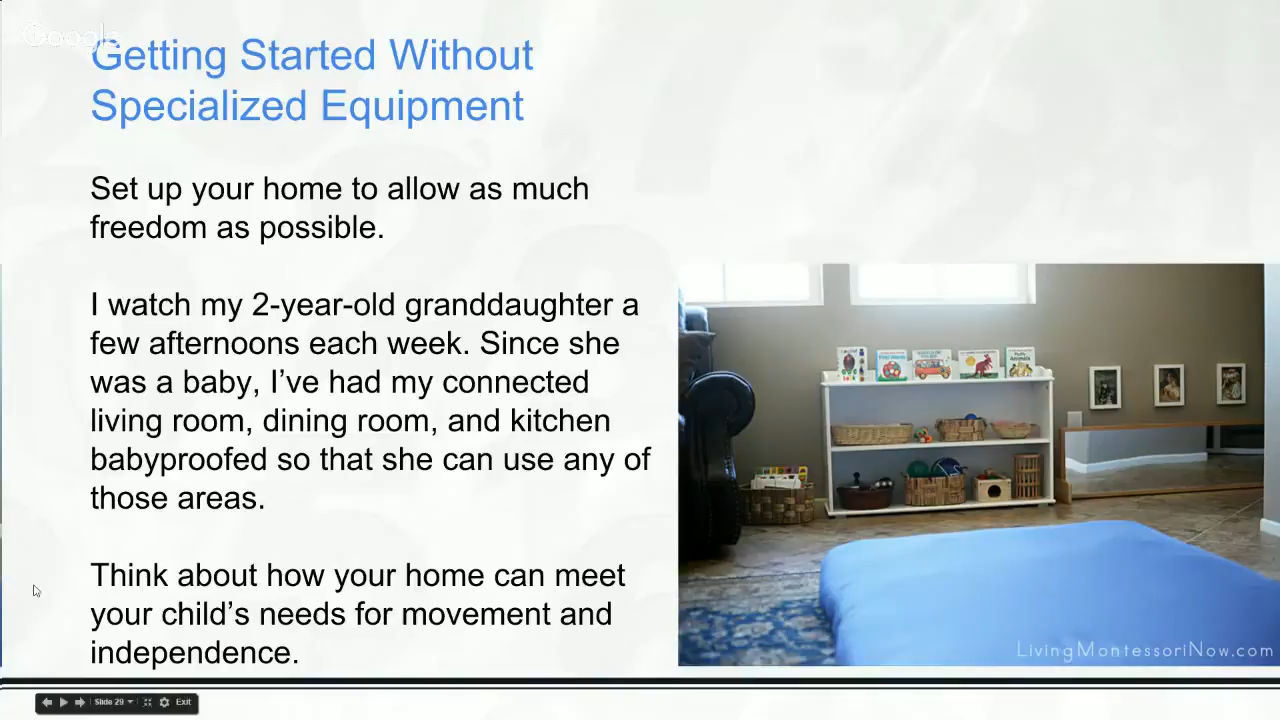 Google
Getting Started Without
Specialized Equipment
Set up your home to allow as much
freedom as possible.
I watch my 2-year-old granddaughter a
few afternoons each week. Since she
was a baby, I’ve had my connected
living room, dining room, and kitchen
babyproofed so that she can use any of
those areas.
Think about how your home can meet
your child’s needs for movement and
independence.
LivingMontessoriNow.com
Slide 29
Exit